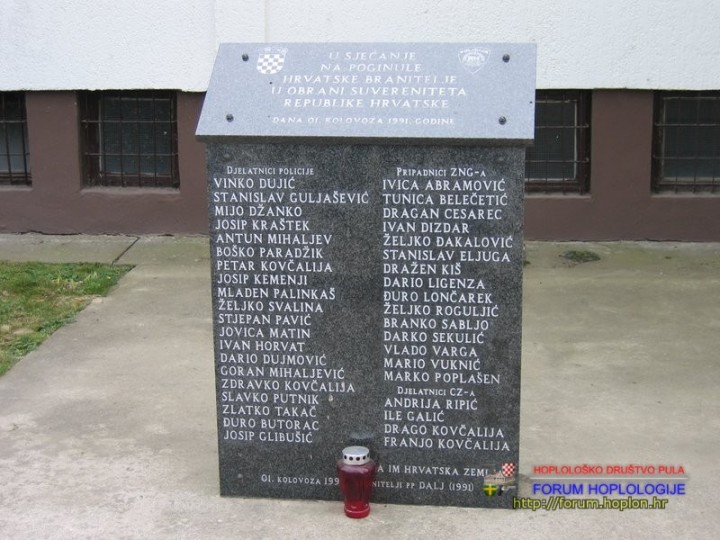 U SJEĆANJE
NA POGINULE
HRVATSKE BRANITELJE
U OBRANI SUVERENITETA
REPUBLIKE HRVATSKE
DANA 01. KOLOVOZA 1991. GODINE
DJELATNICI POLICIJE
VINKO DUJIĆ
STANISLAV GULJAŠEVIĆ
MIJO DŽANKO
JOSIP KRAŠTEK
ANTUN MIHALJEV
BOŠKO PARADŽIK
PETAR KOVČALIJA
JOSIP KEMENJI
MLADEN PALINKAŠ
ŽELJKO SVALINA
STJEPAN PAVIĆ
JOVICA MATIN
IVAN HORVAT
DARIO DUJMOVIĆ
GORAN MIHALJEVIĆ
ZDRAVKO KOVČALIJA
SLAVKO PUTNIK
ZLATKO TAKAČ
ĐURO BUTORAC
JOSIP GLIBUŠIĆ
PRIPADNICI ZNG-A
IVICA ABRAMOVIĆ
TUNICA BELEČETIĆ
DRAGAN CESAREC
IVAN DIZDAR
ŽELJKO ĐAKALOVIĆ
STANISLAV ELJUGA
DRAŽEN KIŠ
DARIO LIGENZA
ĐURO LONČAREK
ŽELJKO ROGULJIĆ
BRANKO SABLJO
DARKO SEKULIĆ
VLADO VARGA
MARIO VUKNIĆ
MARKO POPLAŠEN
DJELATNICI CZ-A
ANDRIJA RIPIĆ
ILE GALIĆ
DRAGO KOVČALIJA
FRANJO KOVČALIJA
IM HRVATSKA
01. KOLOVOZA PP DALJ (1991)
HOPLOLOŠKO DRUŠTVO PULA
FORUM HOPLOLOGIJE
http://forum.hoplon.hr